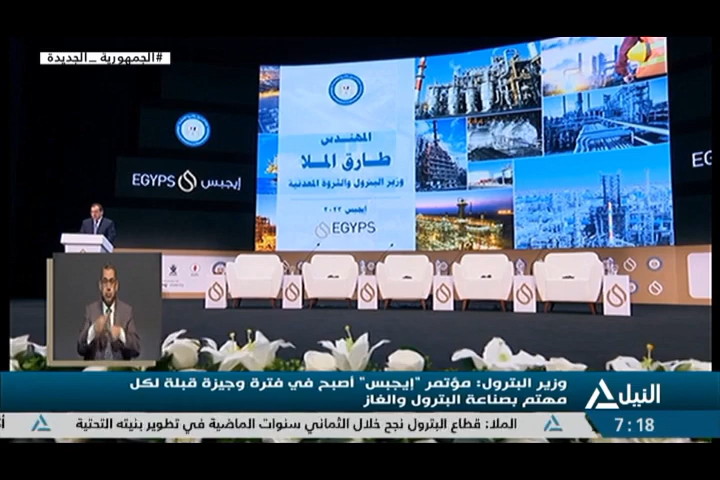 #الجمهورية_الجديدة
المهندس
طارق الملا
وزير البترول والثروة المعدنية
إيجبس ٢٠٢٣
EGYPS
EGYPS إيجبس
EG
وزير البترول: مؤتمر "إيجبس" أصبح في فترة وجيزة قبلة لكل
مهتم بصناعة البترول والغاز
النيل
7:18
الملا: قطاع البترول نجح خلال الثماني سنوات الماضية في تطوير بنيته التحتية